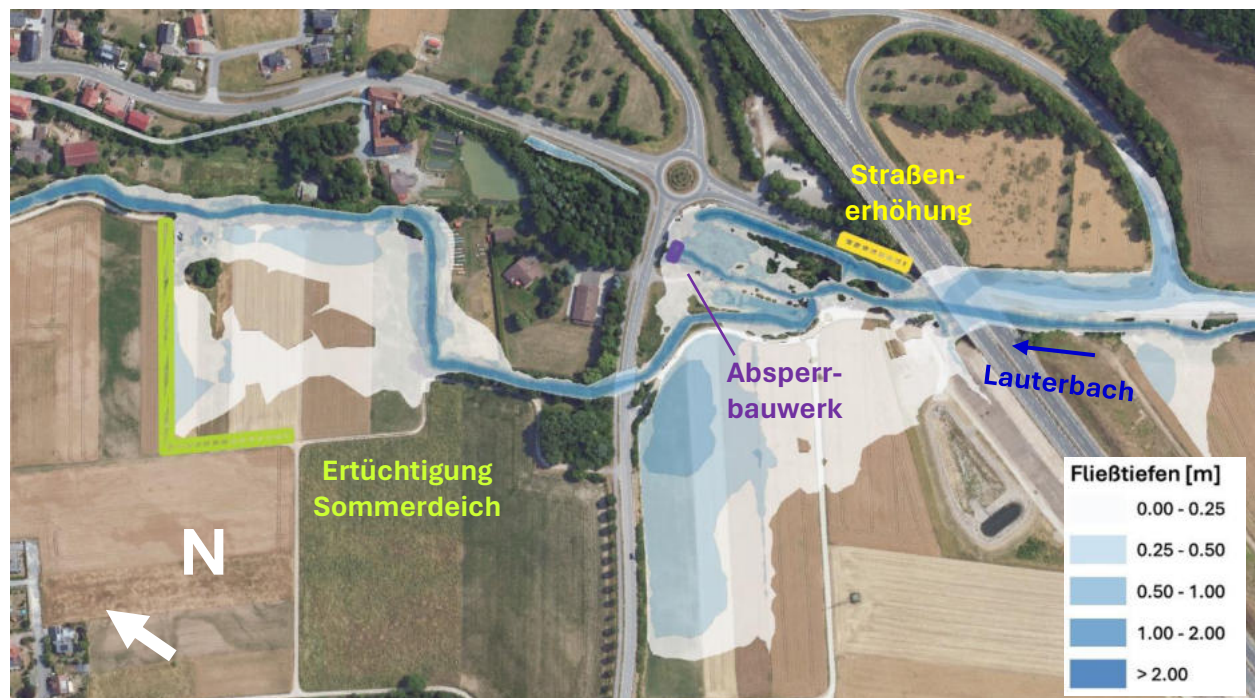 Straßen-
erhöhung
Absperr-
bauwerk
Lauterbach
Ertüchtigung
Sommerdeich
N
Fließtiefen [m]
0.00 - 0.25
0.25 - 0.50
0.50 - 1.00
1.00 - 2.00
> 2.00